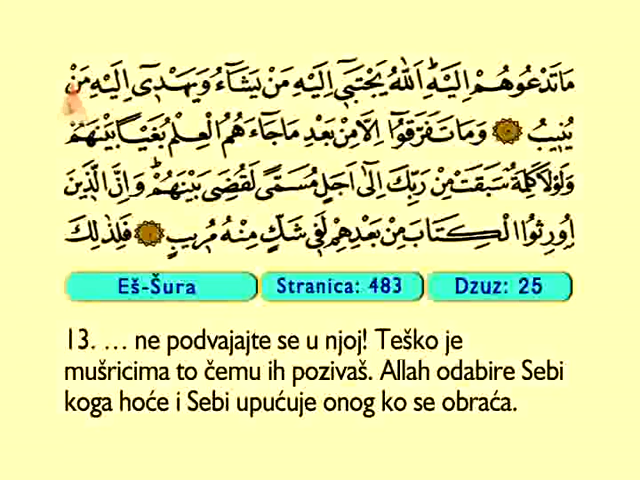 مَا تَدْعُوهُمْ اِلَيْهِۜ اَللّٰهُ يَجْتَبٖٓي اِلَيْهِ مَنْ يَشَٓاءُ وَيَهْدٖٓي اِلَيْهِ مَنْ
يُنٖيبُ وَمَا تَفَرَّقُٓوا اِلَّا مِنْ بَعْدِ مَا جَٓاءَهُمُ الْعِلْمُ بَغْيًا بَيْنَهُمْۜ
وَلَوْلَا كَلِمَةٌ سَبَقَتْ مِنْ رَبِّكَ اِلٰٓى اَجَلٍ مُسَمًّى لَقُضِيَ بَيْنَهُمْۜ وَاِنَّ الَّذٖينَ
اُورِثُوا الْكِتَابَ مِنْ بَعْدِهِمْ لَفٖي شَكٍّ مِنْهُ مُرٖيبٍ فَلِذٰلِكَ
Eš-Šura Stranica: 483 Dzuz: 25
13. ... ne podvajajte se u njoj! Teško je
mušricima to čemu ih pozivaš. Allah odabire Sebi
koga hoće i Sebi upućuje onog ko se obraća.